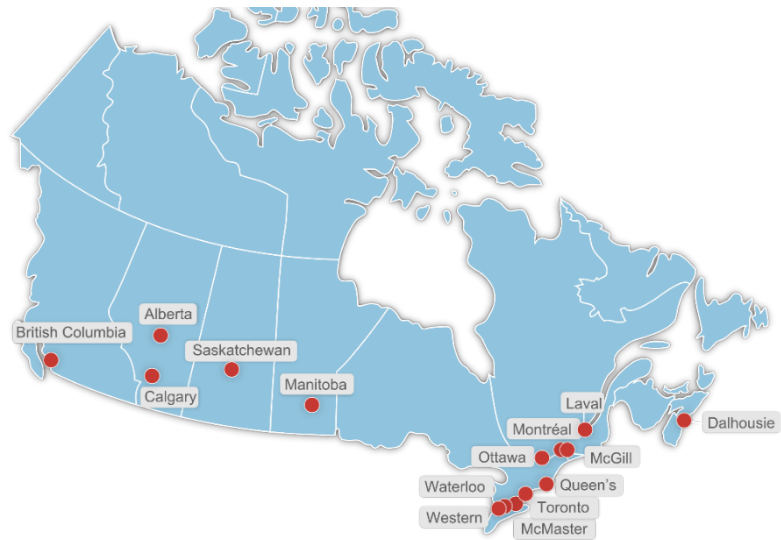 Alberta
British Columbia
Saskatchewan
Calgary
Manitoba
Laval
Montréal
Dalhousie
Ottawa
McGill
Waterloo
Queen's
Toronto
Western
McMaster